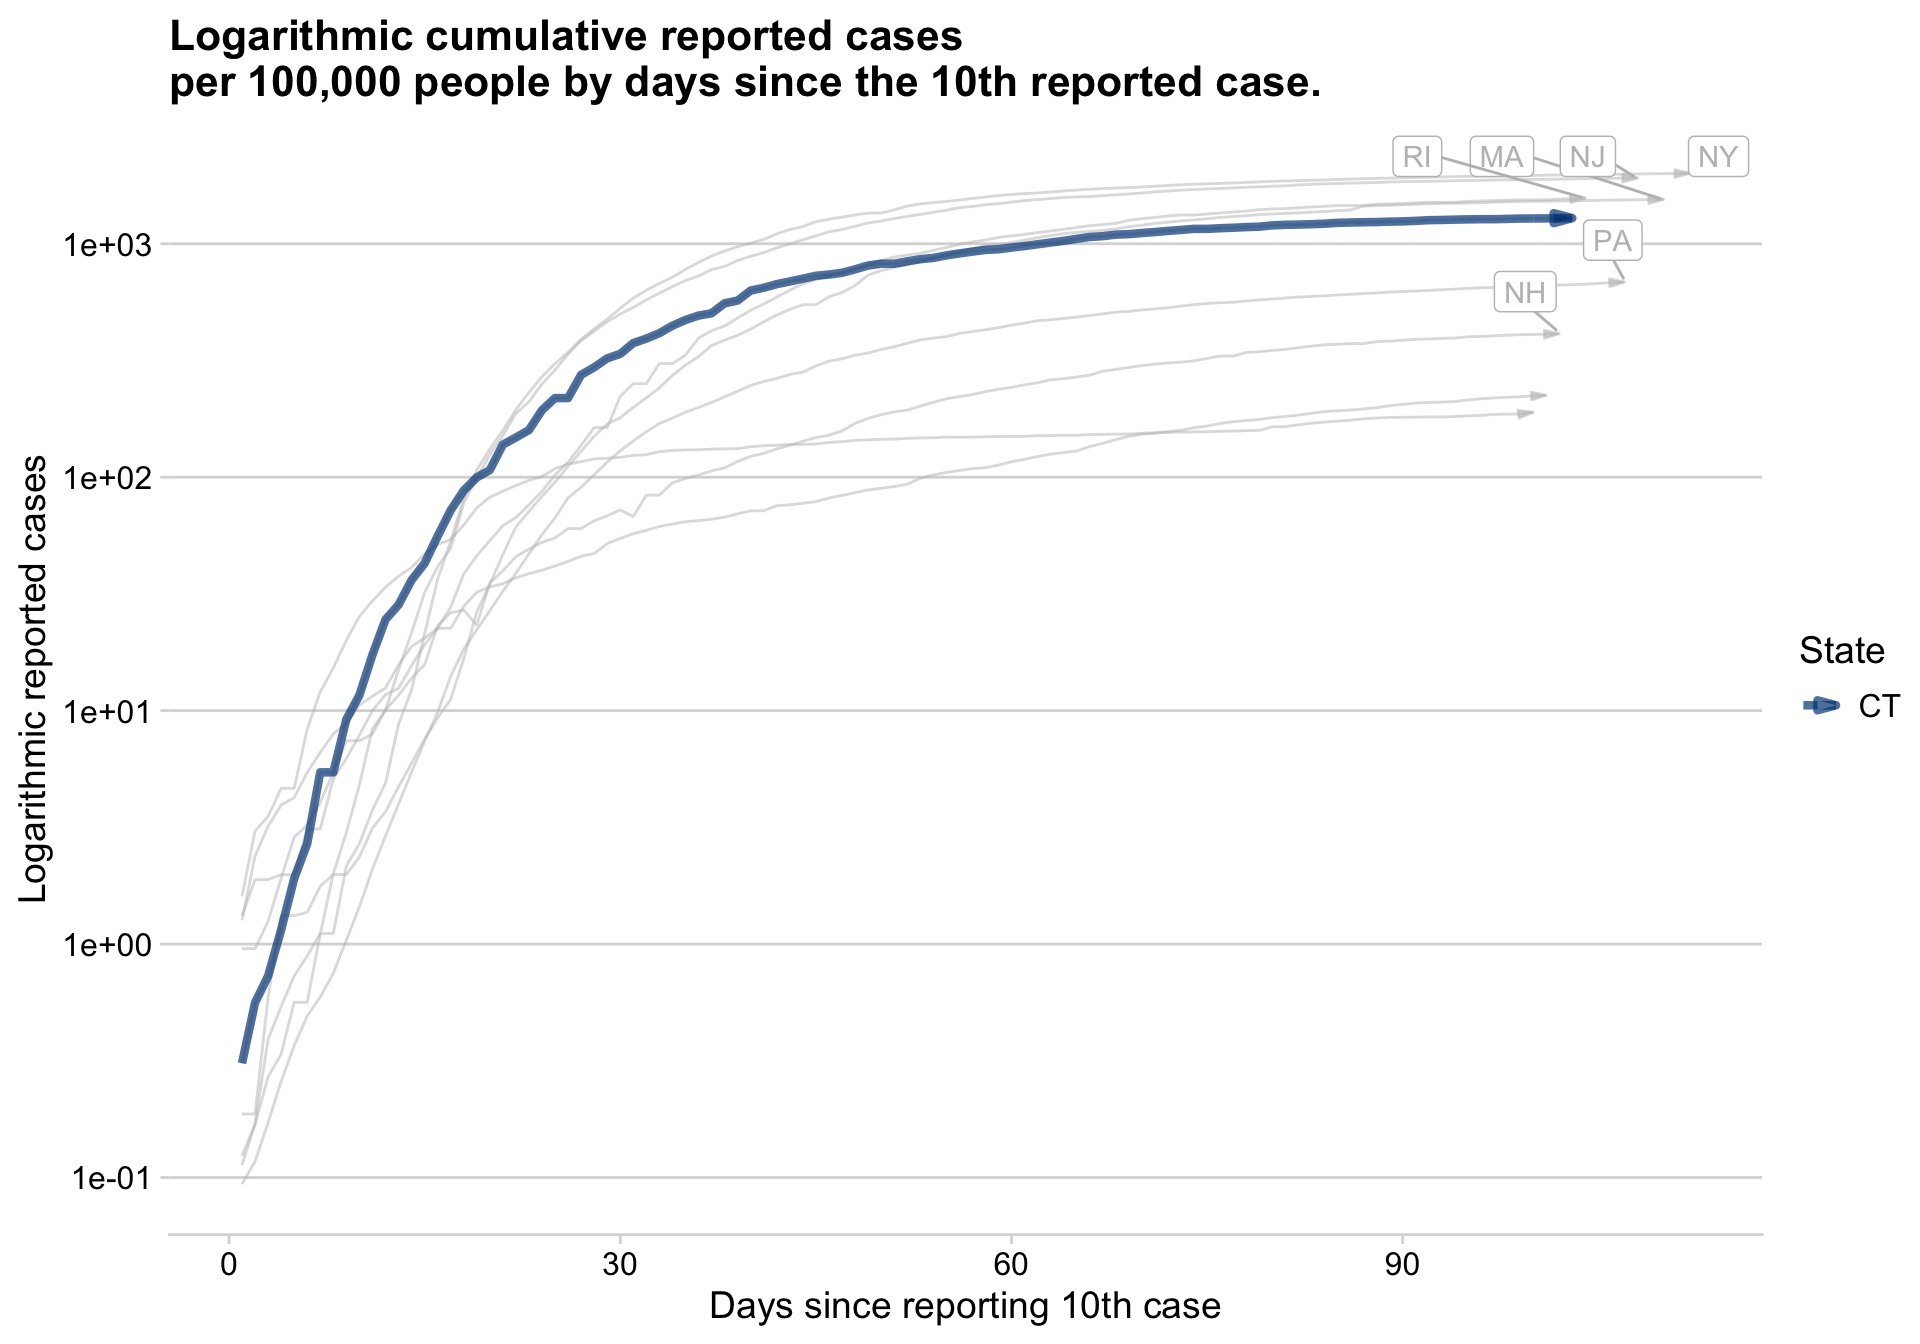 Logarithmic cumulative reported cases
per 100,000 people by days since the 10th reported case.
RI
MA
NJ
NY
PA
NH
1e+03
1e+02
1e+01
1e+00
1e-01
Logarithmic reported cases
0
30
60
90
Days since reporting 10th case
State
CT